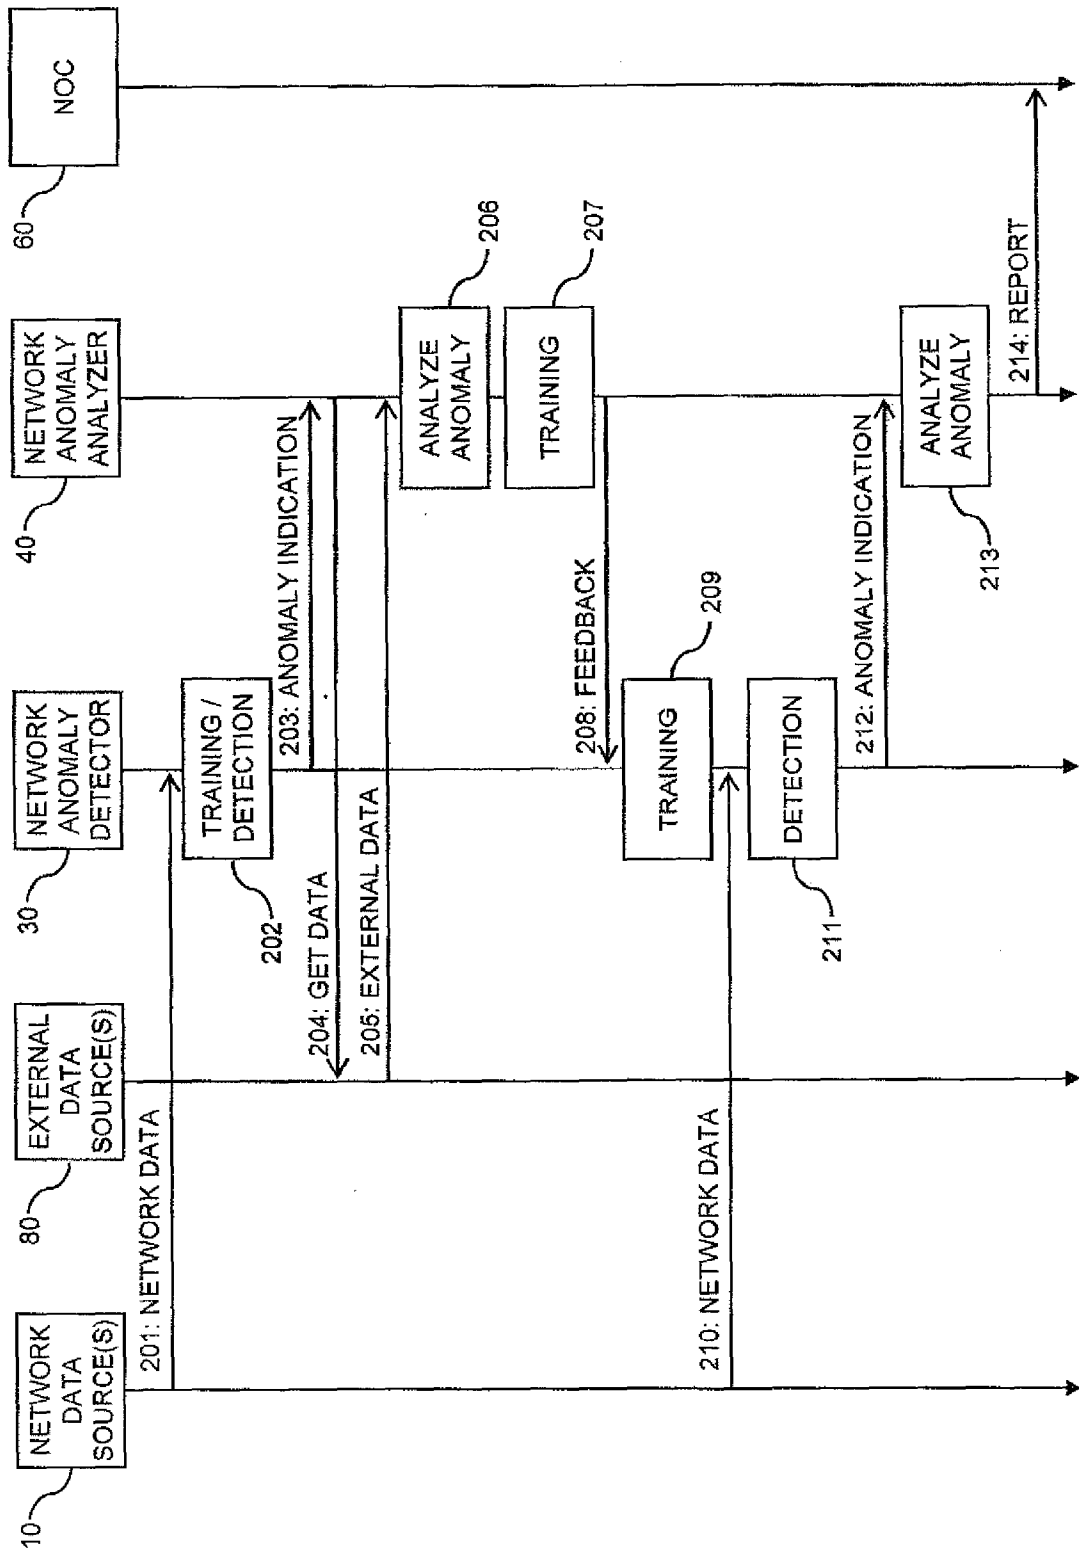 NETWORK
DATA
SOURCE(S)
10
EXTERNAL
DATA
SOURCE(S)
80
NETWORK
ANOMALY
DETECTOR
30
NETWORK
ANOMALY
ANALYZER
40
NOC
60
201: NETWORK DATA
TRAINING /
DETECTION
202
203: ANOMALY INDICATION
204: GET DATA
205: EXTERNAL DATA
ANALYZE
ANOMALY
206
TRAINING
207
208: FEEDBACK
TRAINING
209
210: NETWORK DATA
DETECTION
211
212: ANOMALY INDICATION
ANALYZE
ANOMALY
213
214: REPORT